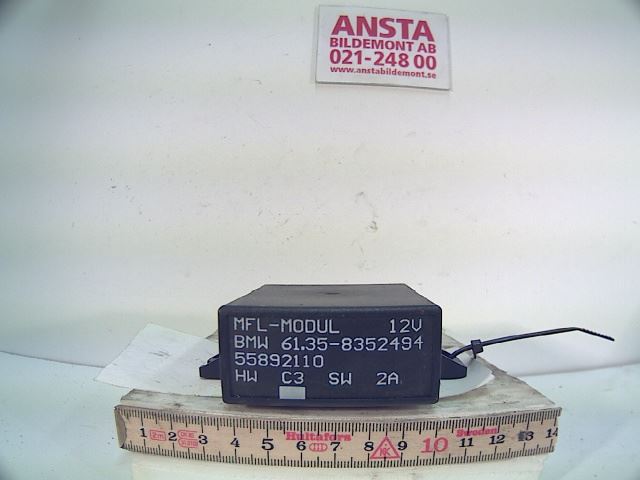 ANSTA
BILDEMONT AB
021-248 00
www.anstabildemont.se
MFL-MODUL 12V
BMW 61.35-8352494
55892110
HW C3 SW 2A
1 2m 2 3 4 5 6 7 8 9 10 11 12 13 14
Hultafors Sweden